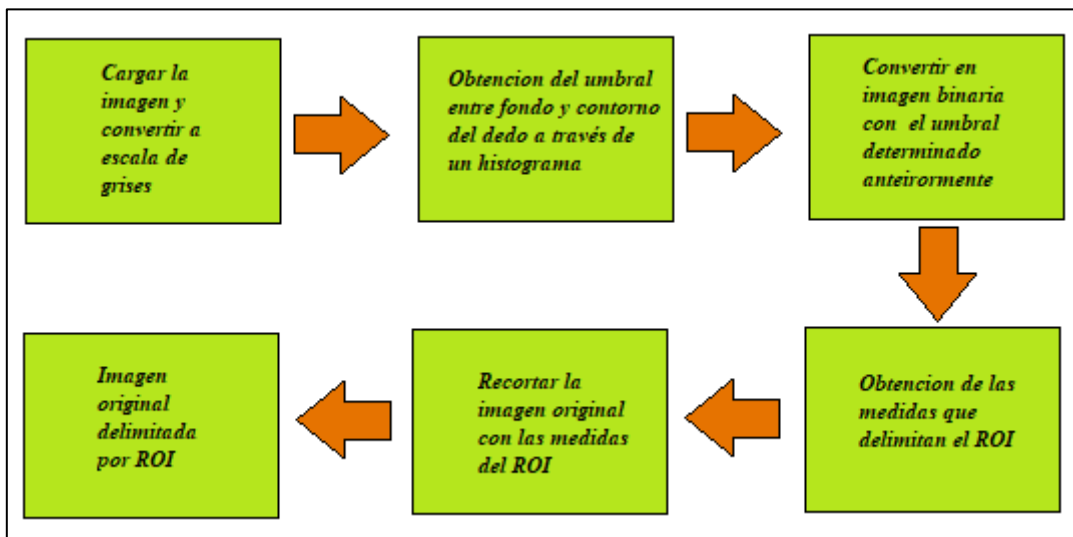 Cargar la
imagen y
convertir a
escala de
grises
Obtencion del umbral
entre fondo y contorno
del dedo a través de
un histograma
Convertir en
imagen binaria
con el umbral
determinado
anteirormente
Obtencion de las
medidas que
delimitan el ROI
Recortar la
imagen original
con las medidas
del ROI
Imagen
original
delimitada
por ROI